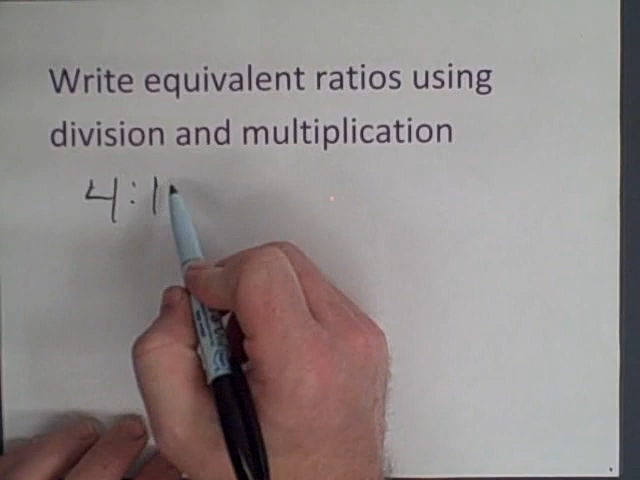 Write equivalent ratios using
division and multiplication
4:1